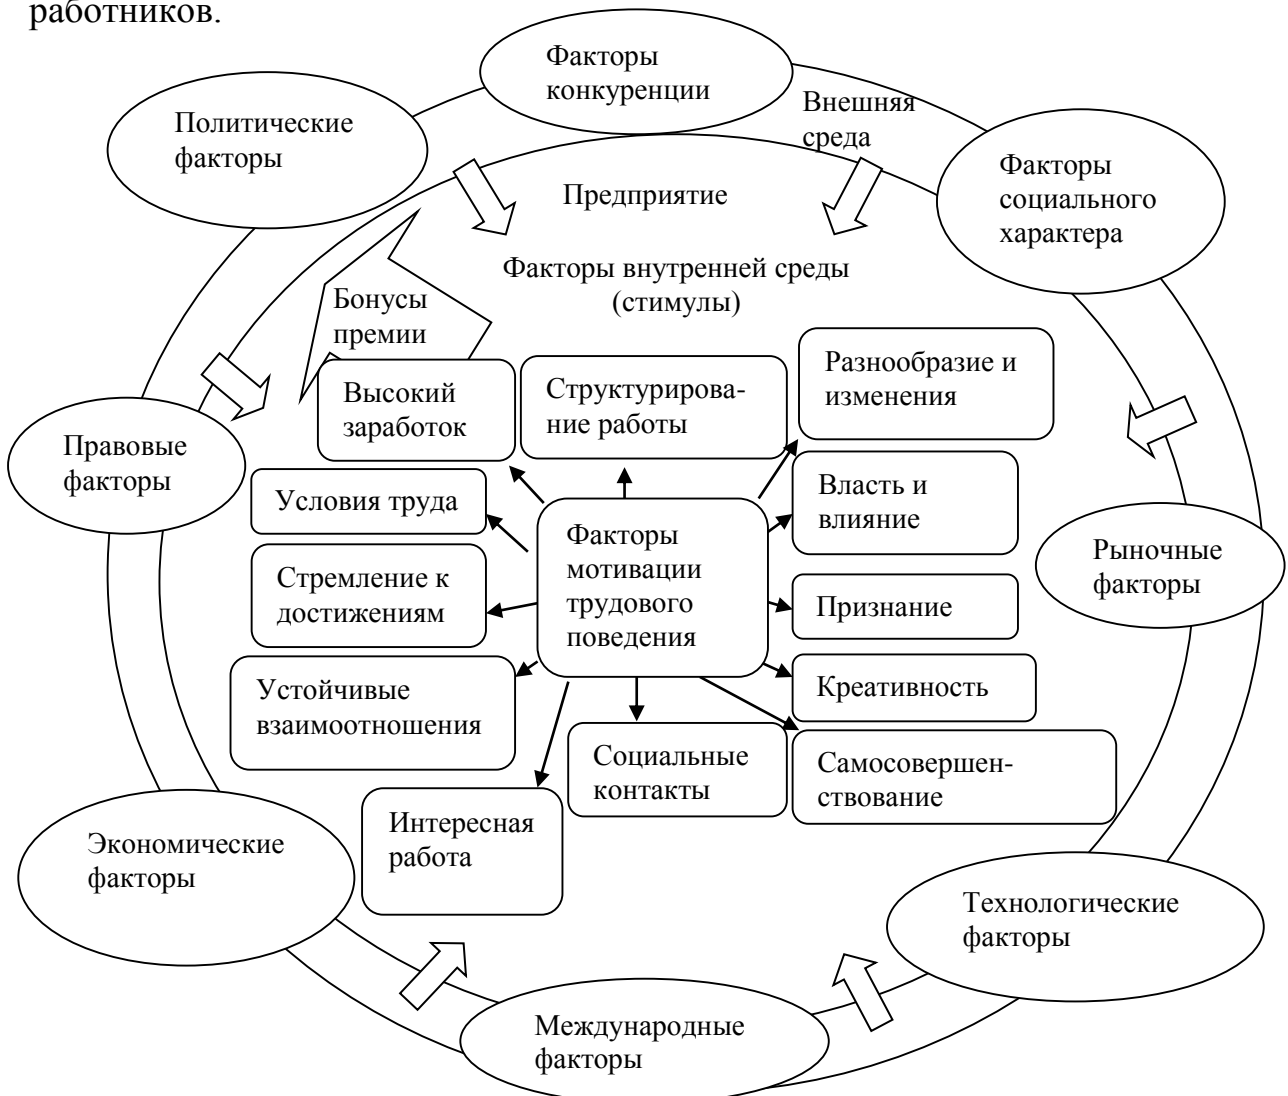 работников.
Факторы
конкуренции
Внешняя
среда
Политические
факторы
Факторы
социального
характера
Предприятие
Факторы внутренней среды
(стимулы)
Бонусы
премии
Высокий
заработок
Структурирова-
ние работы
Разнообразие и
изменения
Правовые
факторы
Условия труда
Власть и
влияние
Факторы
мотивации
трудового
поведения
Рыночные
факторы
Стремление к
достижениям
Признание
Устойчивые
взаимоотношения
Креативность
Социальные
контакты
Самосовершен-
ствование
Интересная
работа
Экономические
факторы
Технологические
факторы
Международные
факторы